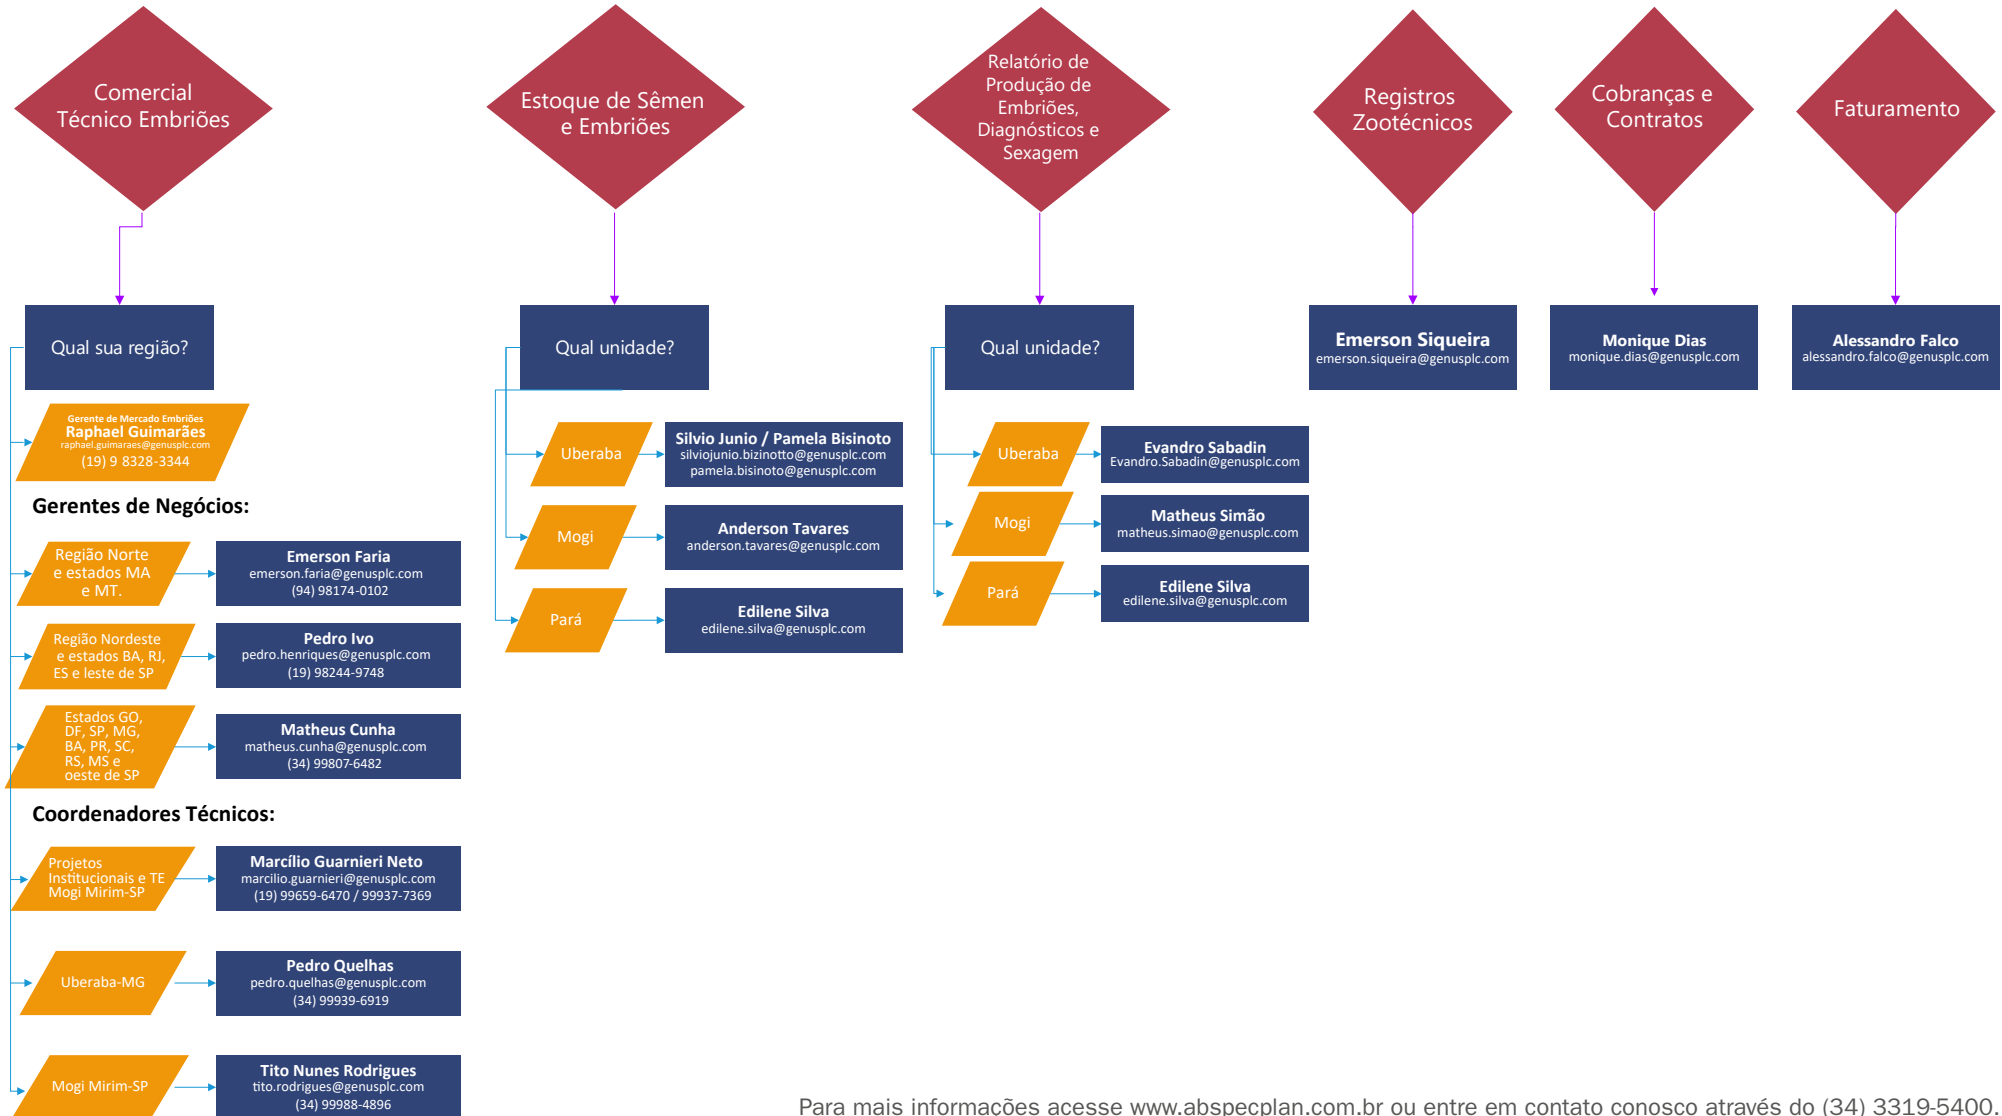 Comercial
Técnico Embriões
Qual sua região?
Gerente de Mercado Embriões
Raphael Guimarães
raphael.guimaraes@genusplc.com
(19) 9 8328-3344
Gerentes de Negócios:
Região Norte
e estados MA
e MT.
Emerson Faria
emerson.faria@genusplc.com
(94) 98174-0102
Região Nordeste
e estados BA, RJ,
ES e leste de SP
Pedro Ivo
pedro.henriques@genusplc.com
(19) 98244-9748
Estados GO,
DF, SP, MG,
BA, PR, SC,
RS, MS e
oeste de SP
Matheus Cunha
matheus.cunha@genusplc.com
(34) 99807-6482
Coordenadores Técnicos:
Projetos
Institucionais e TE
Mogi Mirim-SP
Marcílio Guarnieri Neto
marcilio.guarnieri@genusplc.com
(19) 99659-6470 / 99937-7369
Uberaba-MG
Pedro Quelhas
pedro.quelhas@genusplc.com
(34) 99939-6919
Mogi Mirim-SP
Tito Nunes Rodrigues
tito.rodrigues@genusplc.com
(34) 99988-4896
Estoque de Sêmen
e Embriões
Qual unidade?
Uberaba
Silvio Junio / Pamela Bisinoto
silviojunio.bizinotto@genusplc.com
pamela.bisinoto@genusplc.com
Mogi
Anderson Tavares
anderson.tavares@genusplc.com
Pará
Edilene Silva
edilene.silva@genusplc.com
Relatório de
Produção de
Embriões,
Diagnósticos e
Sexagem
Qual unidade?
Uberaba
Evandro Sabadin
Evandro.Sabadin@genusplc.com
Mogi
Matheus Simão
matheus.simao@genusplc.com
Pará
Edilene Silva
edilene.silva@genusplc.com
Registros
Zootécnicos
Emerson Siqueira
emerson.siqueira@genusplc.com
Cobranças e
Contratos
Monique Dias
monique.dias@genusplc.com
Faturamento
Alessandro Falco
alessandro.falco@genusplc.com
Para mais informações acesse www.abspecplan.com.br ou entre em contato conosco através do (34) 3319-5400.